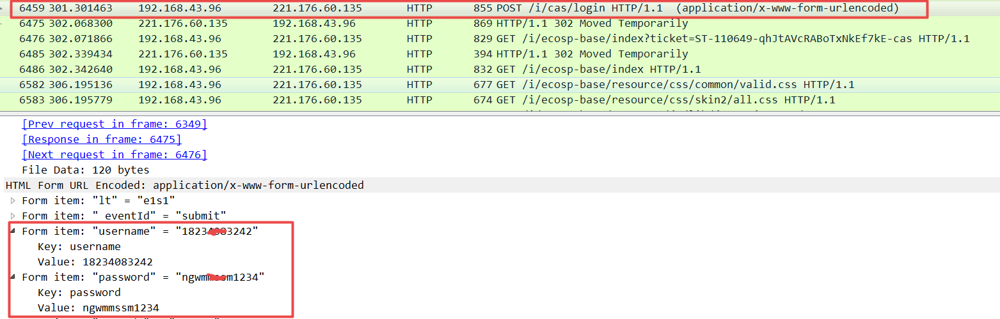 6459 301.301463 192.168.43.96 221.176.60.135 HTTP 855 POST /i/cas/login HTTP/1.1 (application/x-www-form-urlencoded)
6475 302.068300 221.176.60.135 192.168.43.96 HTTP 869 HTTP/1.1 302 Moved Temporarily
6476 302.071866 192.168.43.96 221.176.60.135 HTTP 829 GET /i/ecosp-base/index?ticket=ST-110649-qhJtAVcRABoTxNkEf7kE-cas HTTP/1.1
6485 302.339434 221.176.60.135 192.168.43.96 HTTP 394 HTTP/1.1 302 Moved Temporarily
6486 302.342640 192.168.43.96 221.176.60.135 HTTP 832 GET /i/ecosp-base/index HTTP/1.1
6582 306.195136 192.168.43.96 221.176.60.135 HTTP 677 GET /i/ecosp-base/resource/css/common/valid.css HTTP/1.1
6583 306.195779 192.168.43.96 221.176.60.135 HTTP 674 GET /i/ecosp-base/resource/css/skin2/all.css HTTP/1.1
[Prev request in frame: 6349]
[Response in frame: 6475]
[Next request in frame: 6476]
File Data: 120 bytes
HTML Form URL Encoded: application/x-www-form-urlencoded
Form item: "lt" = "e1s1"
Form item: "_eventId" = "submit"
Form item: "username" =
Key: username
Value: 18234083242
Form item: "password" =
Key: password
Value: ngwmmssm1234